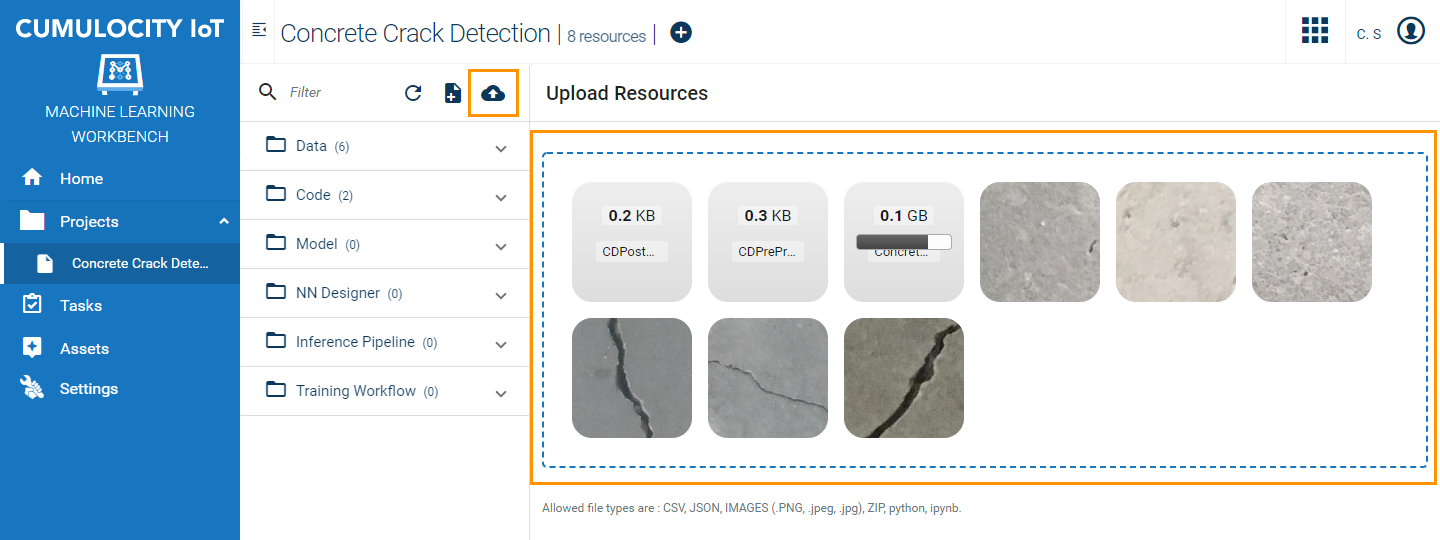 CUMULOCITY IoT
MACHINE LEARNING
WORKBENCH
Home
Projects
Concrete Crack Dete...
Tasks
Assets
Settings
Concrete Crack Detection | 8 resources |
C. S
Filter
Data (6)
Code (2)
Model (0)
NN Designer (0)
Inference Pipeline (0)
Training Workflow (0)
Upload Resources
0.2 KB
CDPost...
0.3 KB
CDPrePr...
0.1 GB
Concret...
Allowed file types are : CSV, JSON, IMAGES (.PNG, .jpeg, .jpg), ZIP, python, ipynb.